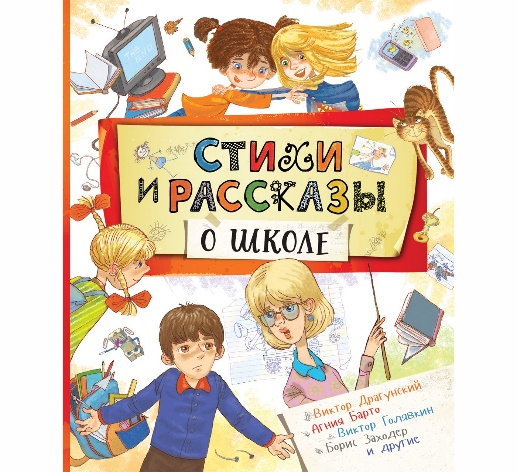 СТИХИ
И РАССКАЗЫ
О ШКОЛЕ
Виктор Драгунский
Агния Барто
Виктор Голявкин
Борис Заходер
и другие